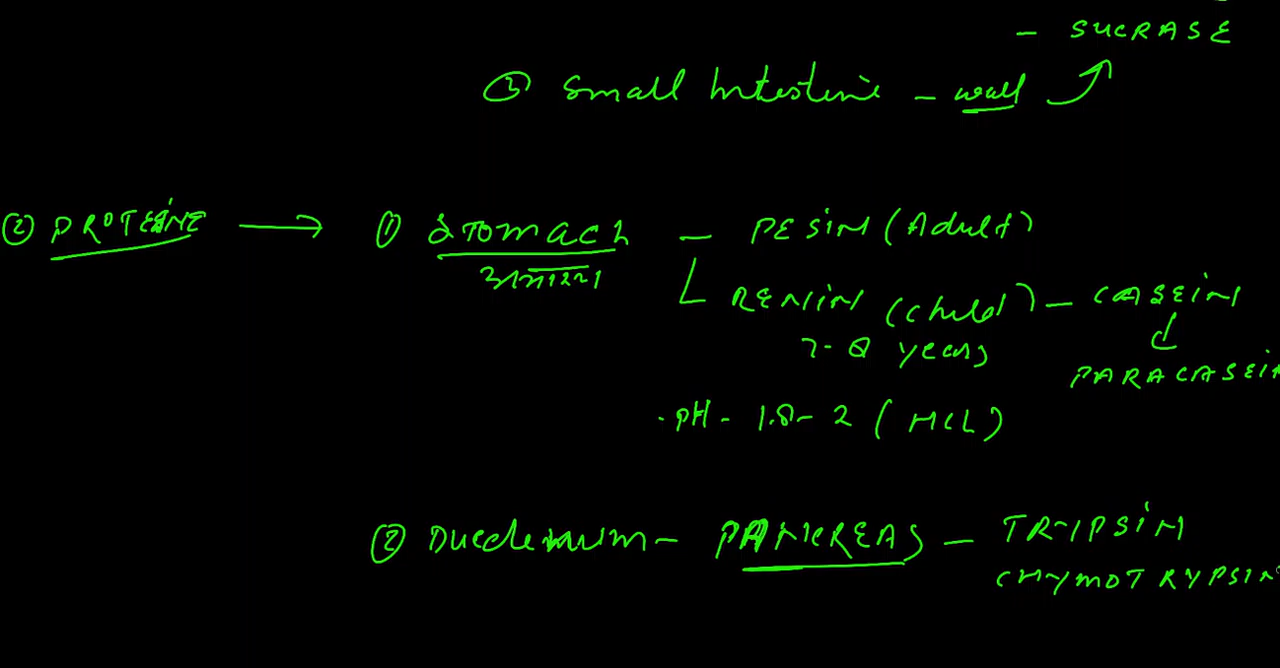 - SUCRASE
③ Small Intestine - wall
② PROTEINE → ① STOMACH - PESIN (Adult)
आमाशय
RENIN (child) - CASEIN
7-8 years
PARACASEIN
.PH - 1.8-2 (HCL)
② Duedenum - PANCREAS - TRIPSIN
CHYMOTRYPSIN